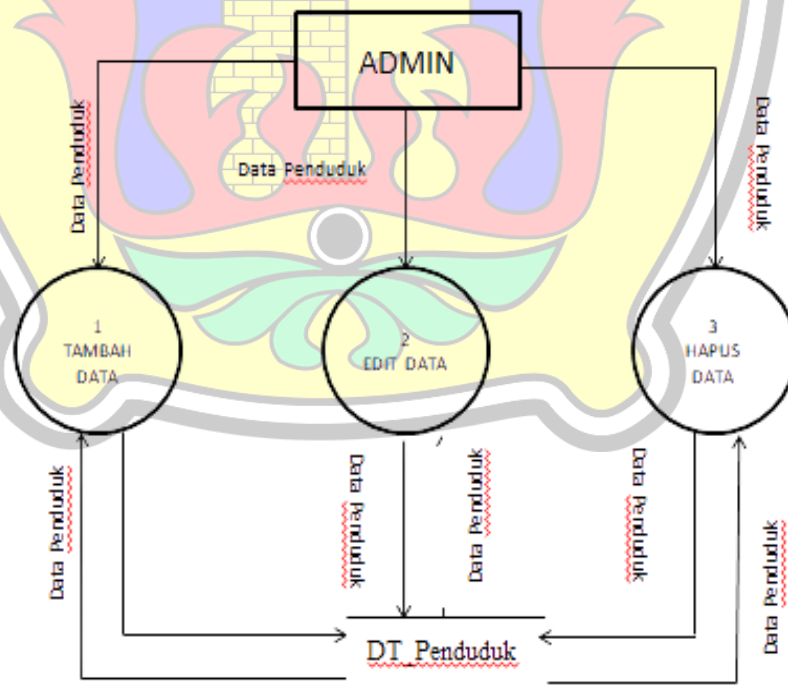 ADMIN
Data Penduduk
Data Penduduk
Data Penduduk
1
TAMBAH
DATA
2
EDIT DATA
3
HAPUS
DATA
Data Penduduk
Data Penduduk
Data Penduduk
Data Penduduk
Data Penduduk
DT_Penduduk